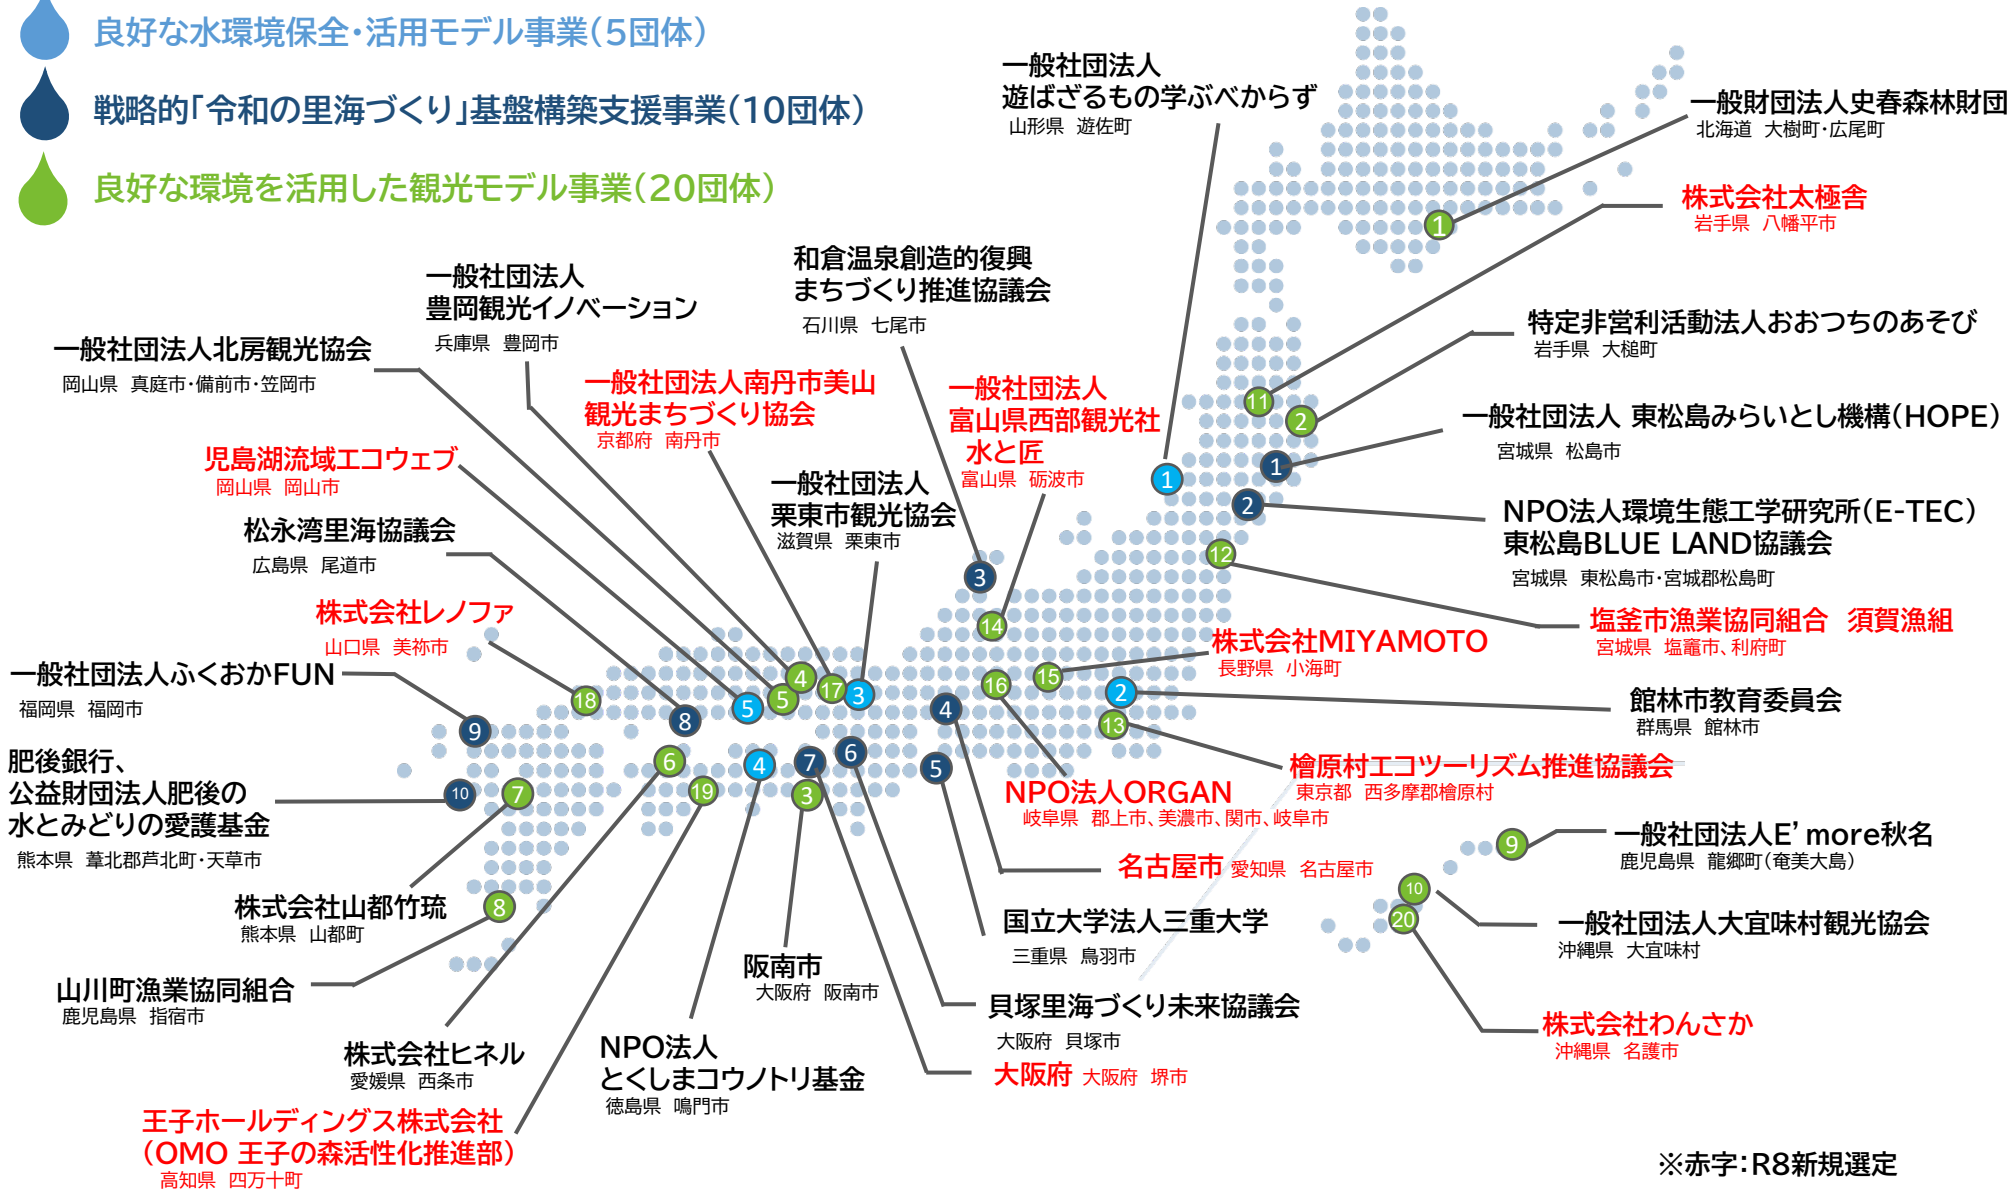 良好な水環境保全・活用モデル事業(5団体)
戦略的「令和の里海づくり」基盤構築支援事業(10団体)
良好な環境を活用した観光モデル事業(20団体)
一般社団法人
遊ばざるもの学ぶべからず
山形県 遊佐町
一般財団法人史春森林財団
北海道 大樹町・広尾町
株式会社太極舎
岩手県 八幡平市
特定非営利活動法人おおつちのあそび
岩手県 大槌町
一般社団法人 東松島みらいとし機構(HOPE)
宮城県 松島市
NPO法人環境生態工学研究所(E-TEC)
東松島BLUE LAND協議会
宮城県 東松島市・宮城郡松島町
塩釜市漁業協同組合 須賀漁組
宮城県 塩竈市、利府町
和倉温泉創造的復興
まちづくり推進協議会
石川県 七尾市
一般社団法人
豊岡観光イノベーション
兵庫県 豊岡市
一般社団法人北房観光協会
岡山県 真庭市・備前市・笠岡市
一般社団法人南丹市美山
観光まちづくり協会
京都府 南丹市
一般社団法人
富山県西部観光社
水と匠
富山県 砺波市
児島湖流域エコウェブ
岡山県 岡山市
一般社団法人
栗東市観光協会
滋賀県 栗東市
松永湾里海協議会
広島県 尾道市
株式会社レノファ
山口県 美祢市
一般社団法人ふくおかFUN
福岡県 福岡市
肥後銀行、
公益財団法人肥後の
水とみどりの愛護基金
熊本県 葦北郡芦北町・天草市
株式会社山都竹琉
熊本県 山都町
山川町漁業協同組合
鹿児島県 指宿市
株式会社ヒネル
愛媛県 西条市
王子ホールディングス株式会社
(OMO 王子の森活性化推進部)
高知県 四万十町
NPO法人
とくしまコウノトリ基金
徳島県 鳴門市
阪南市
大阪府 阪南市
株式会社MIYAMOTO
長野県 小海町
館林市教育委員会
群馬県 館林市
檜原村エコツーリズム推進協議会
東京都 西多摩郡檜原村
NPO法人ORGAN
岐阜県 郡上市、美濃市、関市、岐阜市
名古屋市 愛知県 名古屋市
国立大学法人三重大学
三重県 鳥羽市
貝塚里海づくり未来協議会
大阪府 貝塚市
大阪府 大阪府 堺市
一般社団法人E’more秋名
鹿児島県 龍郷町(奄美大島)
一般社団法人大宜味村観光協会
沖縄県 大宜味村
株式会社わんさか
沖縄県 名護市
※赤字:R8新規選定
1
11
2
1
1
2
12
3
14
15
16
2
13
4
5
17
3
5
4
5
8
18
9
6
7
6
4
3
19
10
7
8
9
10
20